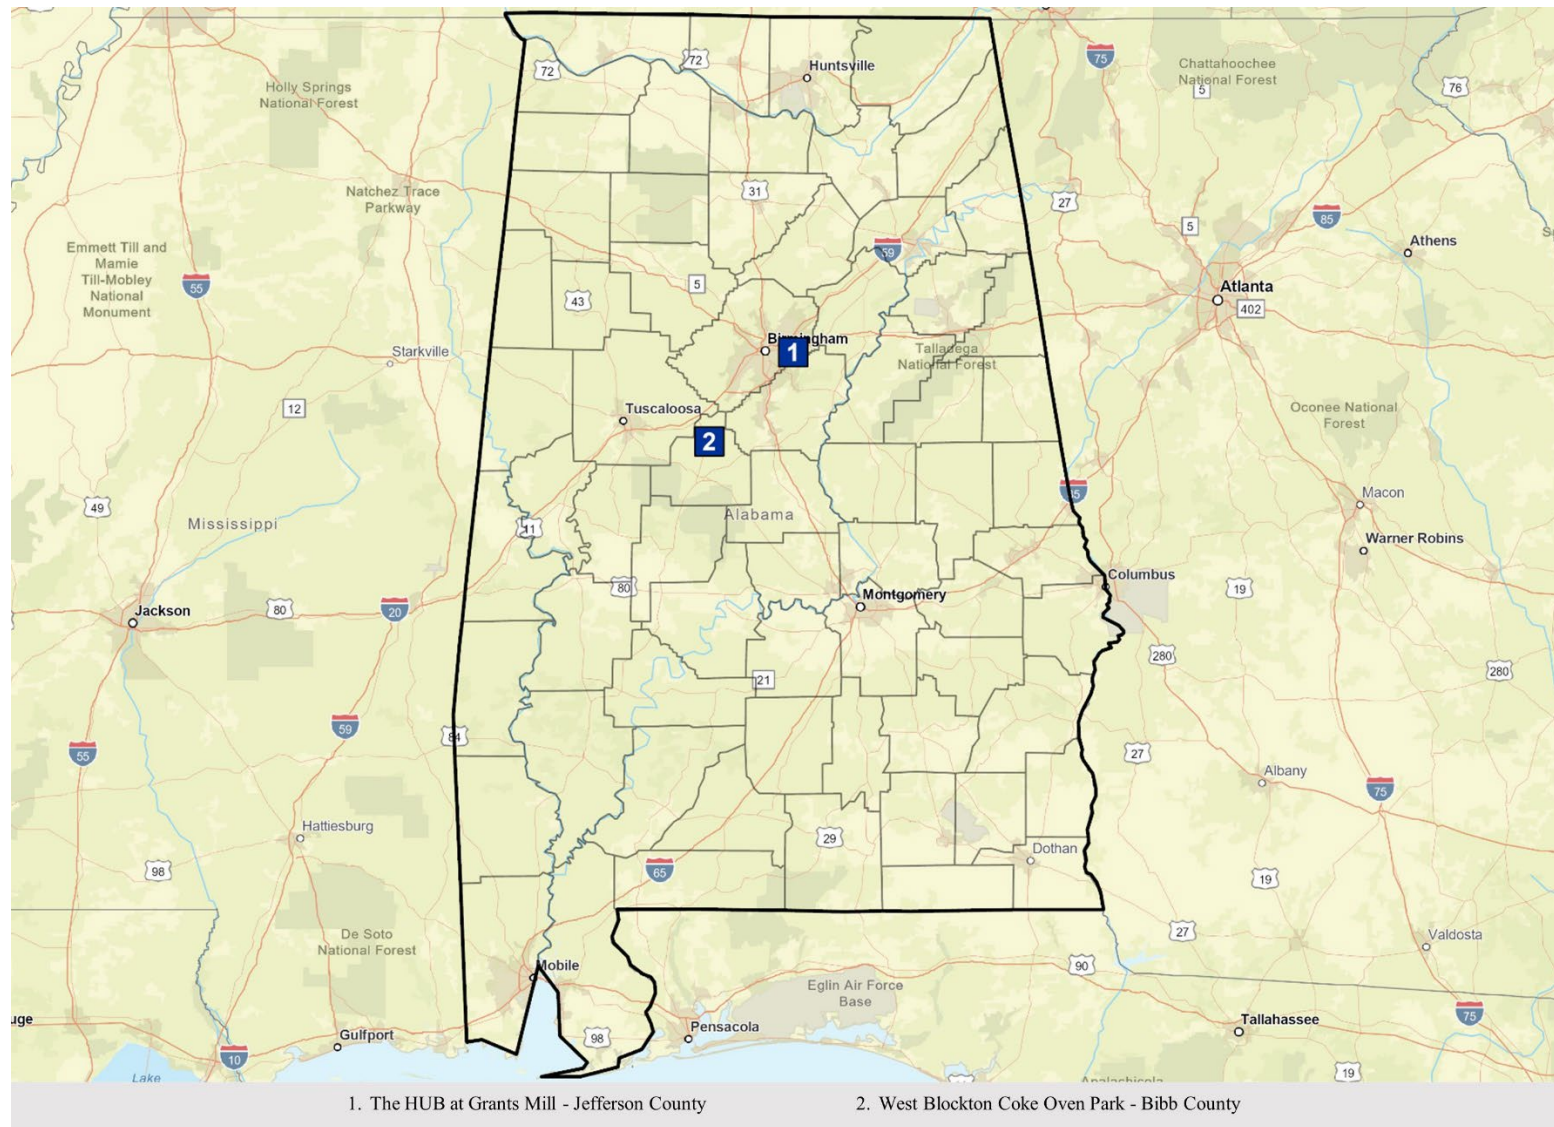 72
72
Huntsville
75
Chattahoochee
National Forest
5
76
Holly Springs
National Forest
Natchez Trace
Parkway
31
27
85
5
Athens
Emmett Till and
Mamie
Till-Mobley
National
Monument
55
59
43
5
Atlanta
402
Birmingham
1
Starkville
Talladega
National Forest
12
Tuscaloosa
2
Oconee National
Forest
49
Mississippi
11
Alabama
85
Macon
Warner Robins
Columbus
80
Montgomery
19
Jackson
80
20
280
280
21
59
84
55
27
Albany
75
Hattiesburg
29
Dothan
98
65
19
De Soto
National Forest
27
Valdosta
Mobile
90
Eglin Air Force
Base
uge
Gulfport
98
Pensacola
Tallahassee
75
10
Lake
Apalachicola
19
1. The HUB at Grants Mill - Jefferson County
2. West Blockton Coke Oven Park - Bibb County